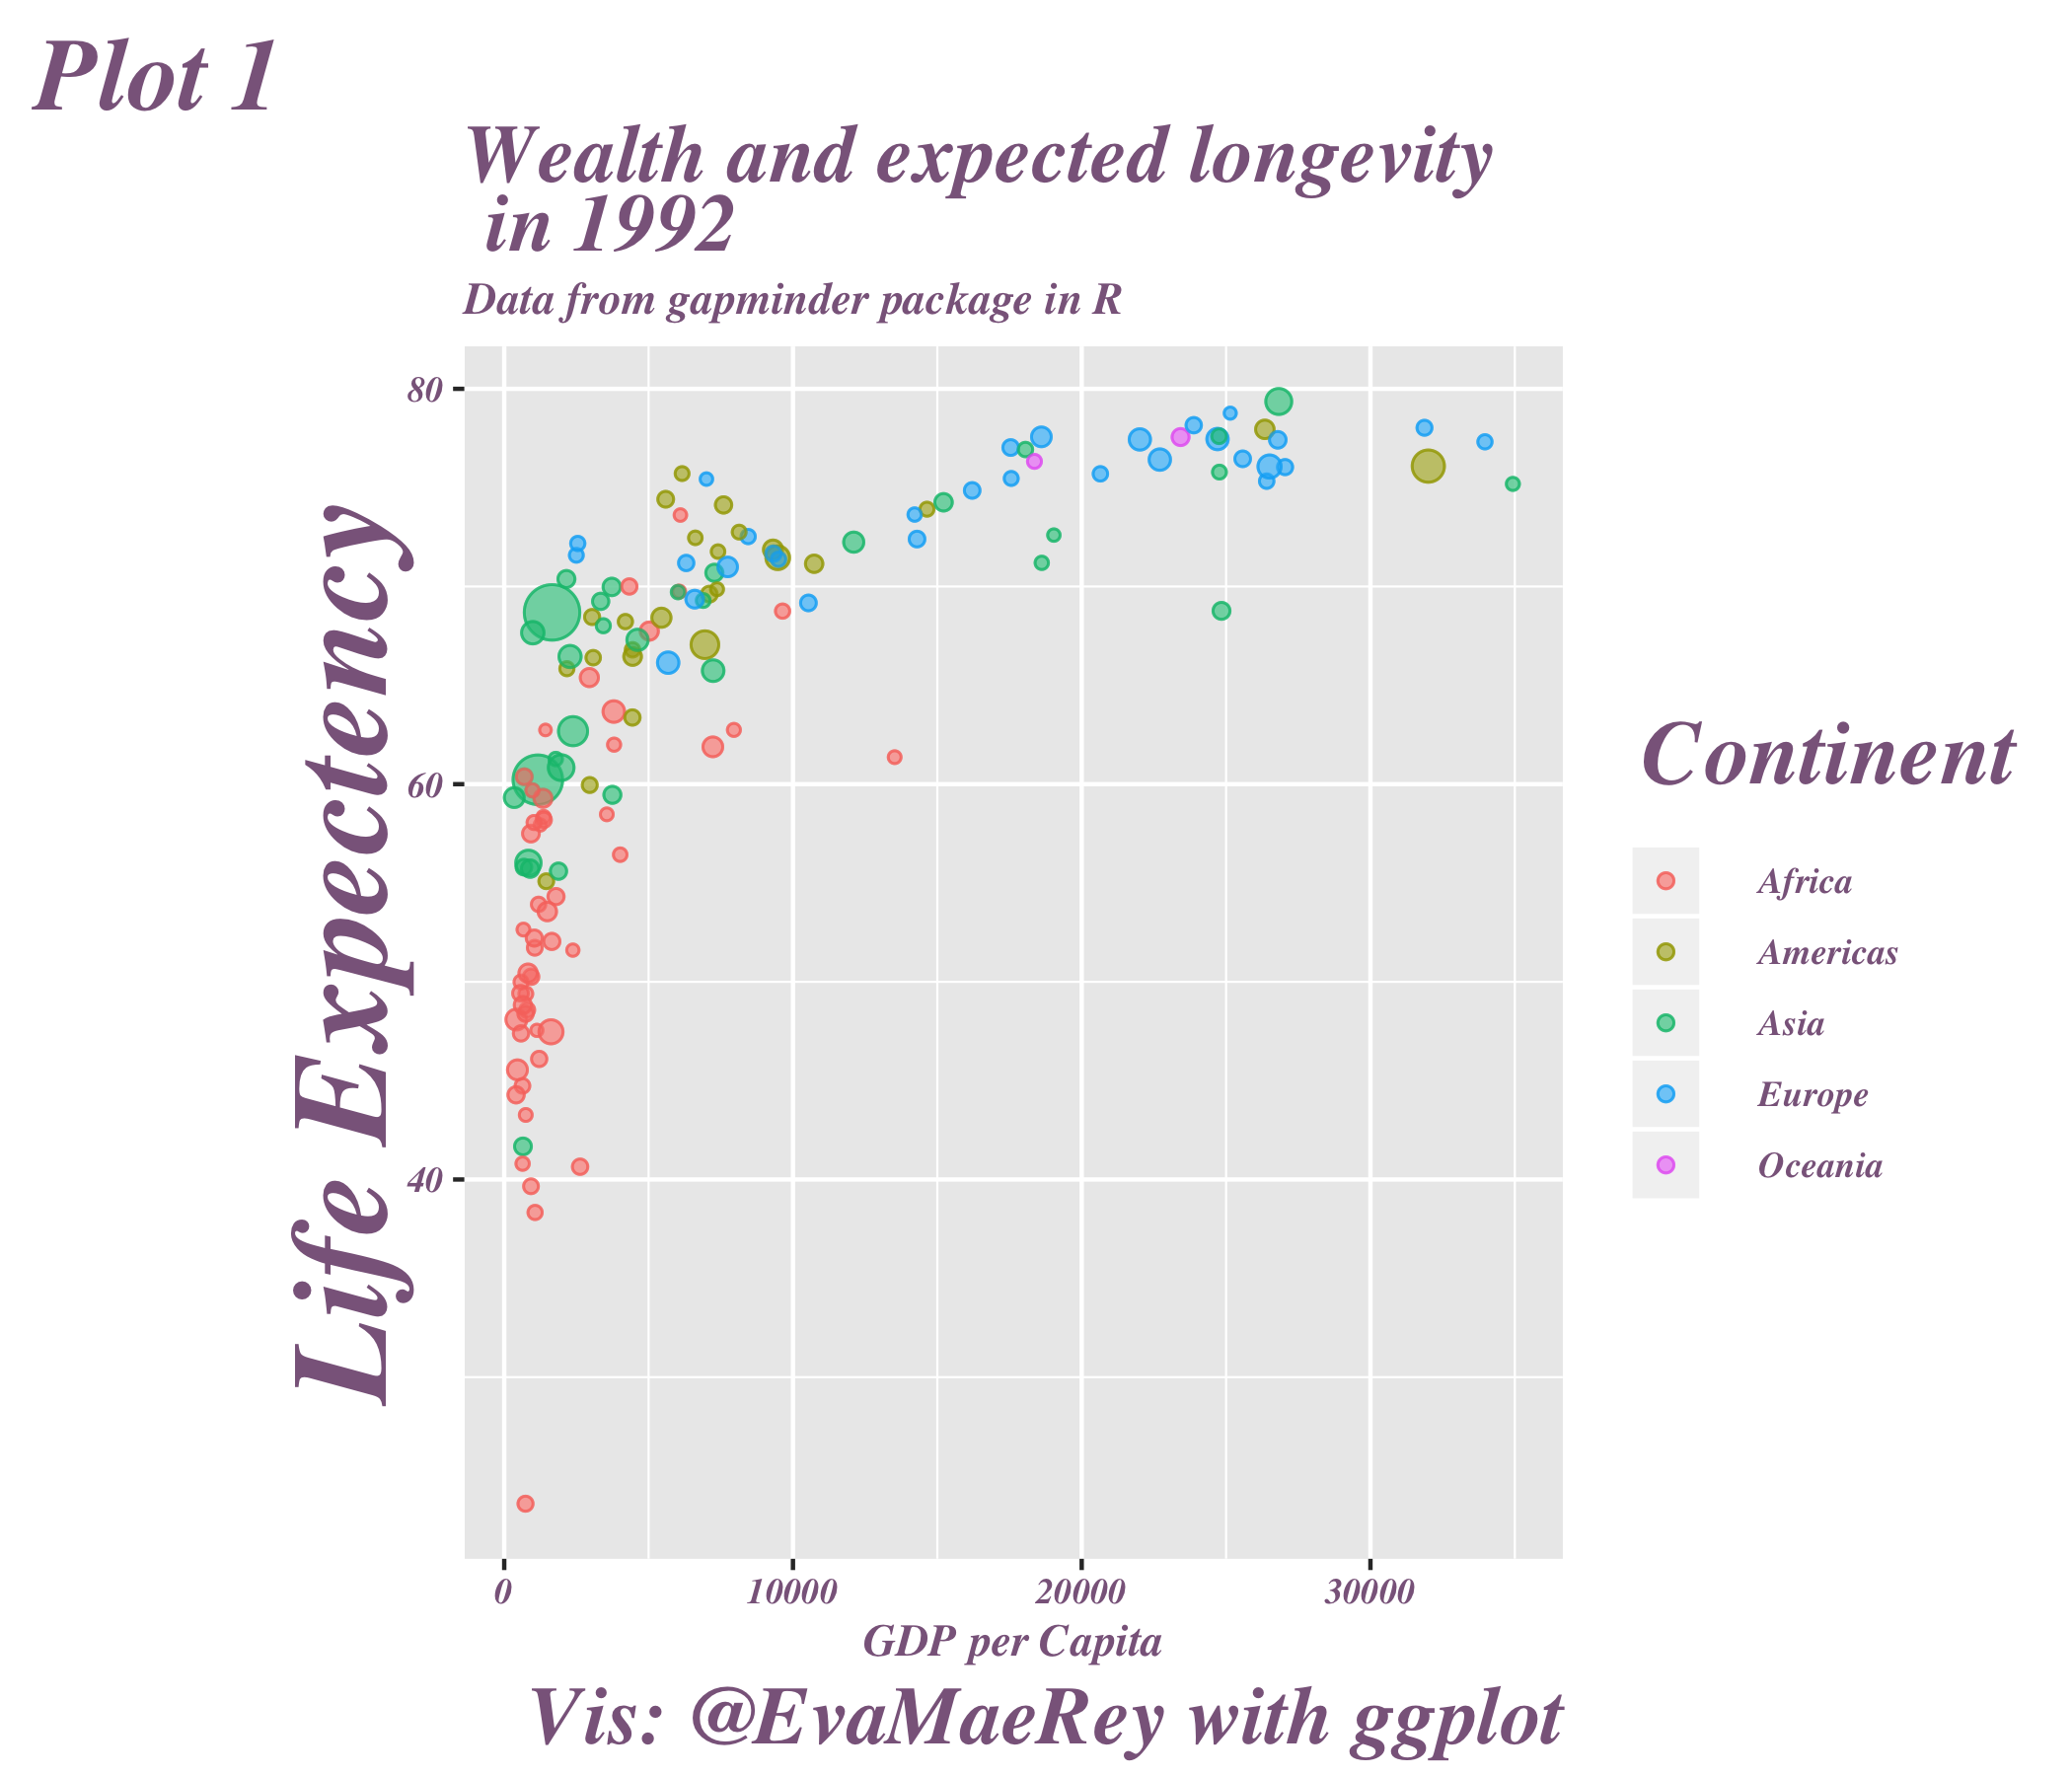 Plot 1
Wealth and expected longevity
in 1992
Data from gapminder package in R
Life Expectency
80
60
40
0
10000
20000
30000
GDP per Capita
Continent
Africa
Americas
Asia
Europe
Oceania
Vis: @EvaMaeRey with ggplot